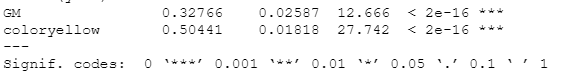 GM 0.32766 0.02587 12.666 < 2e-16 ***
coloryellow 0.50441 0.01818 27.742 < 2e-16 ***
---
Signif. codes: 0 ‘***’ 0.001 ‘**’ 0.01 ‘*’ 0.05 ‘.’ 0.1 ‘ ’ 1